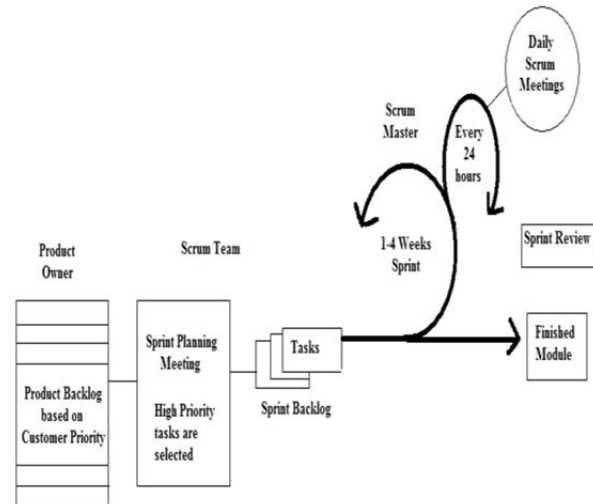 Daily
Scrum
Meetings
Scrum
Master
Every
24
hours
1-4 Weeks
Sprint
Sprint Review
Product
Owner
Scrum Team
Sprint Planning
Meeting
High Priority
tasks are
selected
Tasks
Sprint Backlog
Finished
Module
Product Backlog
based on
Customer Priority